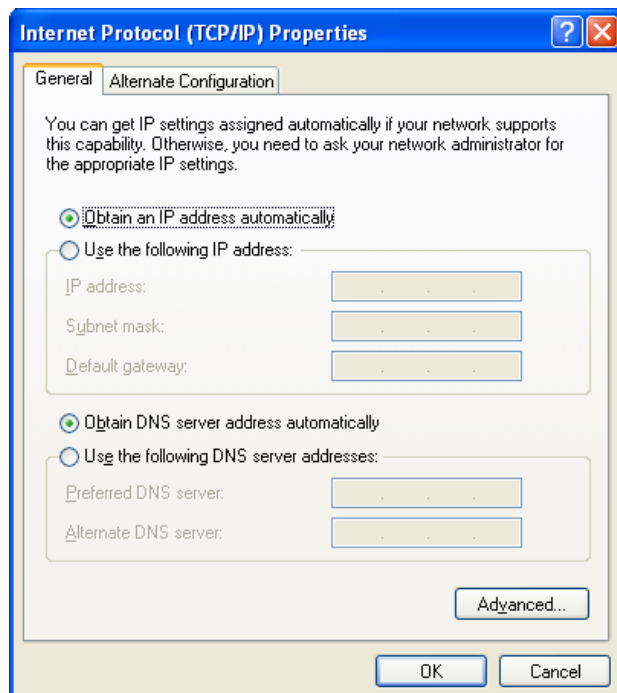 Internet Protocol (TCP/IP) Properties
General
Alternate Configuration
You can get IP settings assigned automatically if your network supports
this capability. Otherwise, you need to ask your network administrator for
the appropriate IP settings.
Obtain an IP address automatically
Use the following IP address:
IP address:
Subnet mask:
Default gateway:
Obtain DNS server address automatically
Use the following DNS server addresses:
Preferred DNS server:
Alternate DNS server:
Advanced...
OK
Cancel